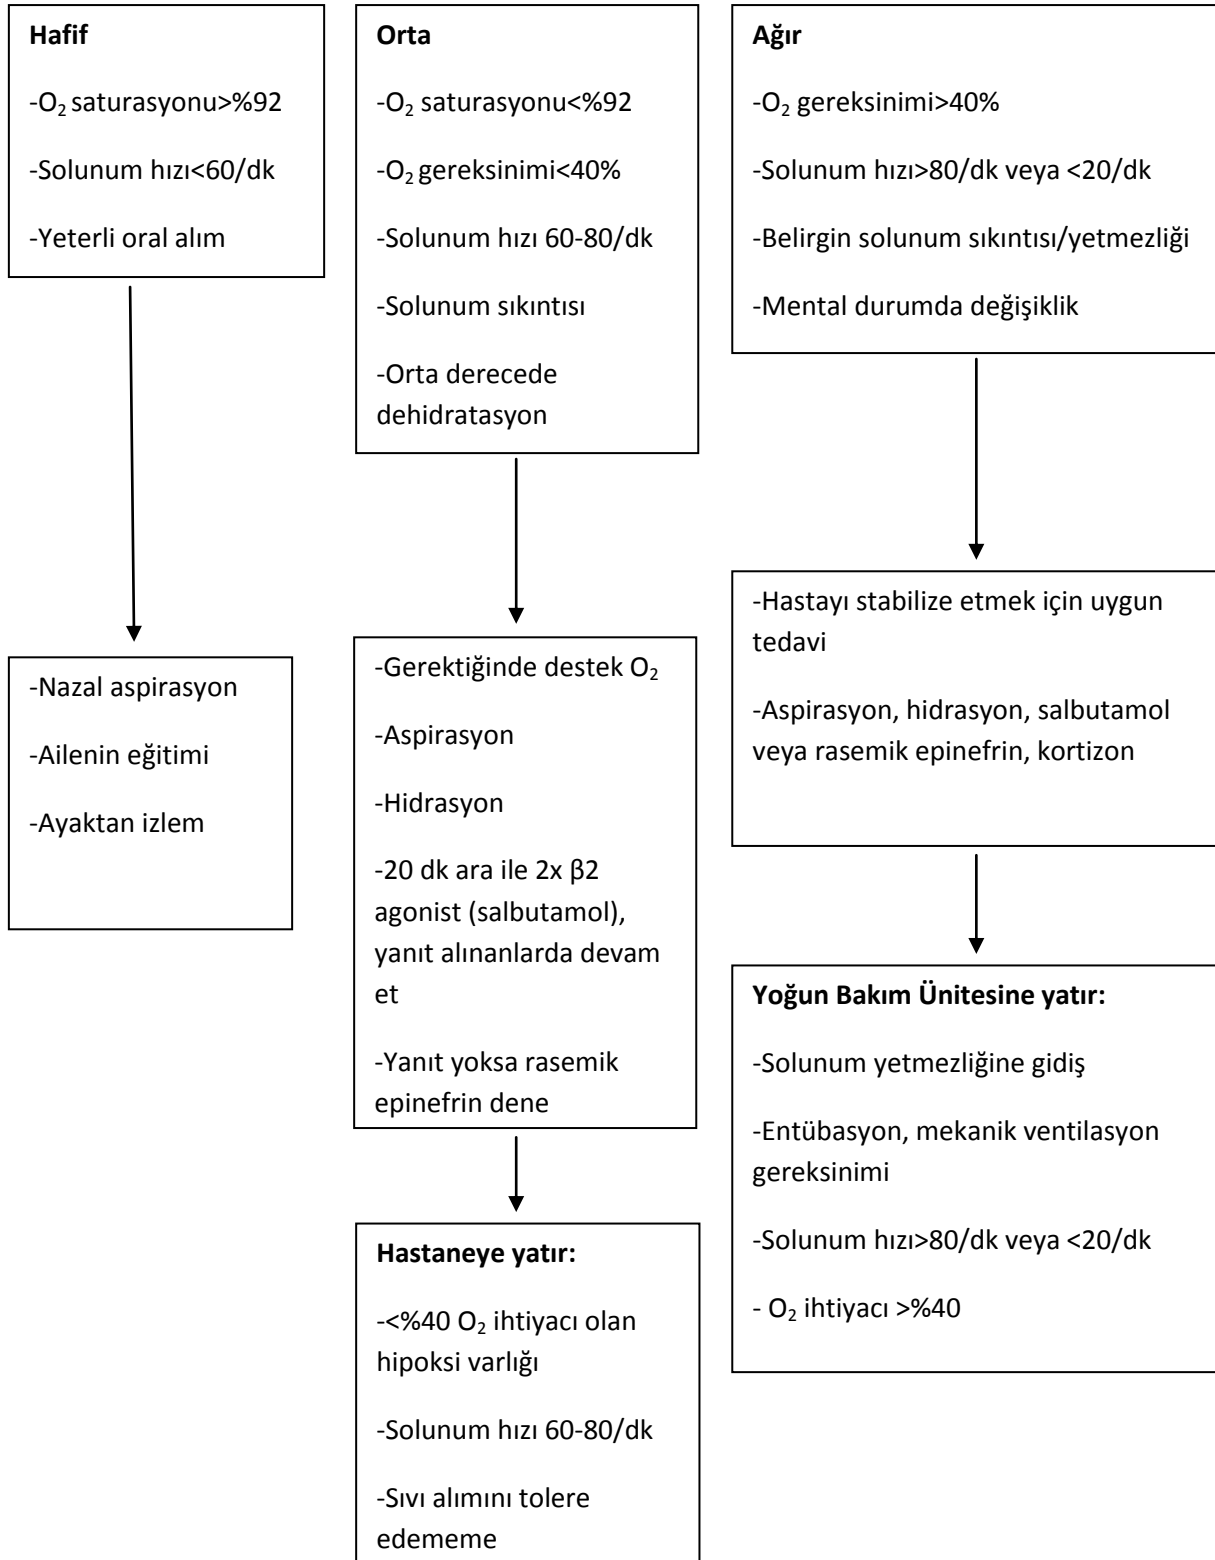 Hafif
-O₂ saturasyonu>%92
-Solunum hızı<60/dk
-Yeterli oral alım
Orta
-O₂ saturasyonu<%92
-O₂ gereksinimi<40%
-Solunum hızı 60-80/dk
-Solunum sıkıntısı
-Orta derecede
dehidratasyon
Ağır
-O₂ gereksinimi>40%
-Solunum hızı>80/dk veya <20/dk
-Belirgin solunum sıkıntısı/yetmezliği
-Mental durumda değişiklik
-Nazal aspirasyon
-Ailenin eğitimi
-Ayaktan izlem
-Gerektiğinde destek O₂
-Aspirasyon
-Hidrasyon
-20 dk ara ile 2x β2
agonist (salbutamol),
yanıt alınanlarda devam
et
-Yanıt yoksa rasemik
epinefrin dene
-Hastayı stabilize etmek için uygun
tedavi
-Aspirasyon, hidrasyon, salbutamol
veya rasemik epinefrin, kortizon
Hastaneye yatır:
-<%40 O₂ ihtiyacı olan
hipoksi varlığı
-Solunum hızı 60-80/dk
-Sıvı alımını tolere
edememe
Yoğun Bakım Ünitesine yatır:
-Solunum yetmezliğine gidiş
-Entübasyon, mekanik ventilasyon
gereksinimi
-Solunum hızı>80/dk veya <20/dk
- O₂ ihtiyacı >%40